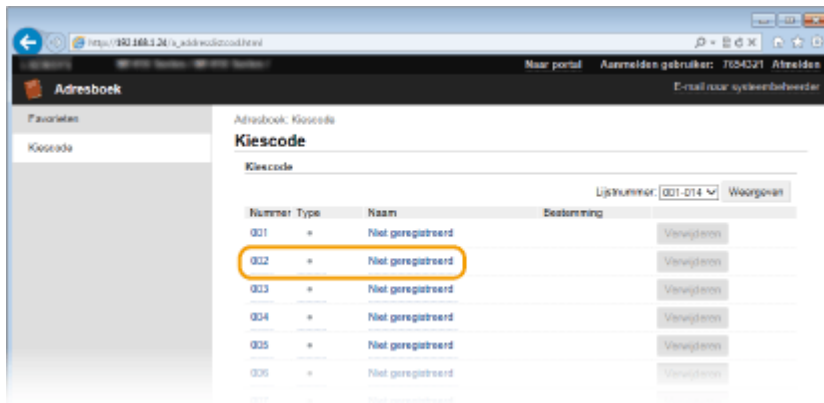 Naar portal Aanmelden gebruiker: 7654321 Afmelden
Adresboek E-mail naar systeembeheerder
Favorieten
Kiescode
Adresboek: Kiescode
Kiescode
Kiescode
Lijstnummer: 001-014 Weergeven
Nummer Type Naam Bestemming
001 Niet geregistreerd Verwijderen
002 Niet geregistreerd Verwijderen
003 Niet geregistreerd Verwijderen
004 Niet geregistreerd Verwijderen
005 Niet geregistreerd Verwijderen
006 Niet geregistreerd Verwijderen